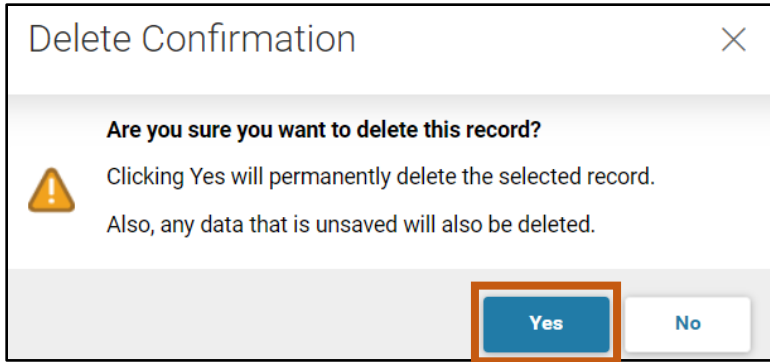 Delete Confirmation
Are you sure you want to delete this record?
Clicking Yes will permanently delete the selected record.
Also, any data that is unsaved will also be deleted.
Yes No